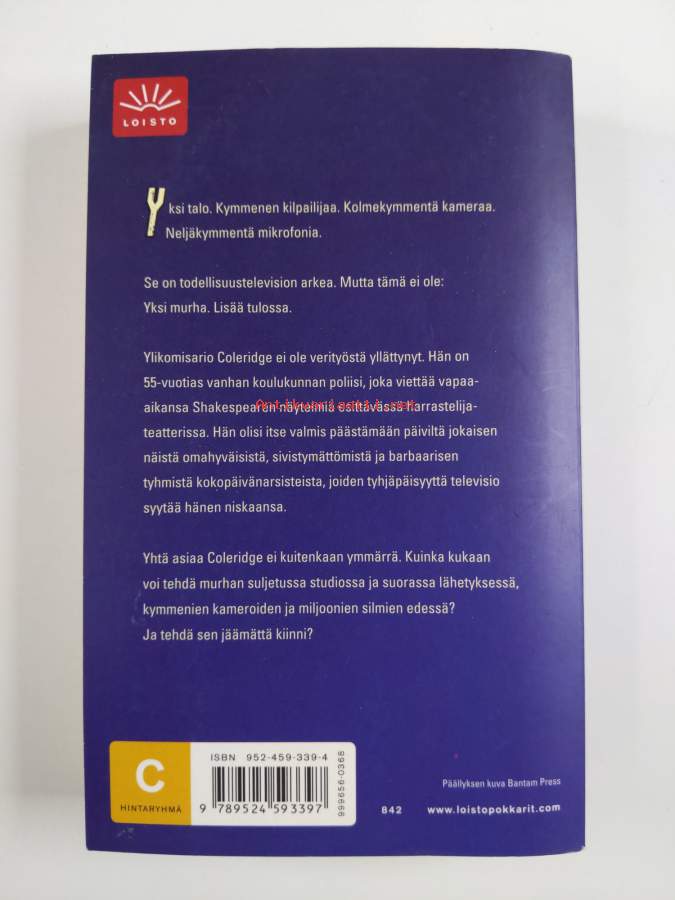 LOISTO
Yksi talo. Kymmenen kilpailijaa. Kolmekymmentä kameraa.
Neljäkymmentä mikrofonia.
Se on todellisuustelevision arkea. Mutta tämä ei ole:
Yksi murha. Lisää tulossa.
Ylikomisario Coleridge ei ole verityöstä yllättynyt. Hän on
55-vuotias vanhan koulukunnan poliisi, joka viettää vapaa-
aikansa Shakespearen näytelmiä esittävässä harrastelija-
teatterissa. Hän olisi itse valmis päästämään päiviltä jokaisen
näistä omahyväisistä, sivistymättömistä ja barbaarisen
tyhmistä kokopäivänarsisteista, joiden tyhjäpäisyyttä televisio
syytää hänen niskaansa.
Yhtä asiaa Coleridge ei kuitenkaan ymmärrä. Kuinka kukaan
voi tehdä murhan suljetussa studiossa ja suorassa lähetyksessä,
kymmenien kameroiden ja miljoonien silmien edessä?
Ja tehdä sen jäämättä kiinni?
Antikvariaatti.net
C
HINTARYHMÄ
ISBN 952-459-339-4
9 789524 593397
999656-0368
Päällyksen kuva Bantam Press
842 www.loistopokkarit.com